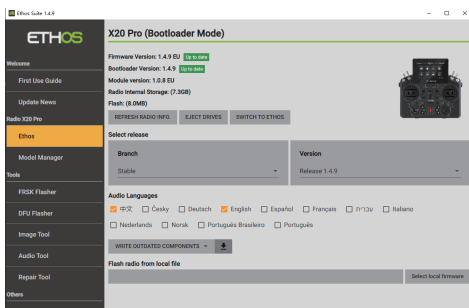 Ethos Suite 1.4.9
ETHOS
Welcome
First Use Guide
Update News
Radio X20 Pro
Ethos
Model Manager
Tools
FRSK Flasher
DFU Flasher
Image Tool
Audio Tool
Repair Tool
Others
X20 Pro (Bootloader Mode)
Firmware Version: 1.4.9 EU Up to date
Bootloader Version: 1.4.9 Up to date
Module version: 1.0.8 EU
Radio Internal Storage: (7.3GB)
Flash: (8.0MB)
REFRESH RADIO INFO. EJECT DRIVES SWITCH TO ETHOS
Select release
Branch Version
Stable Release 1.4.9
Audio Languages
中文 Česky Deutsch English Español Français עברית Italiano
Nederlands Norsk Português Brasileiro Português
WRITE OUTDATED COMPONENTS
Flash radio from local file
Select local firmware